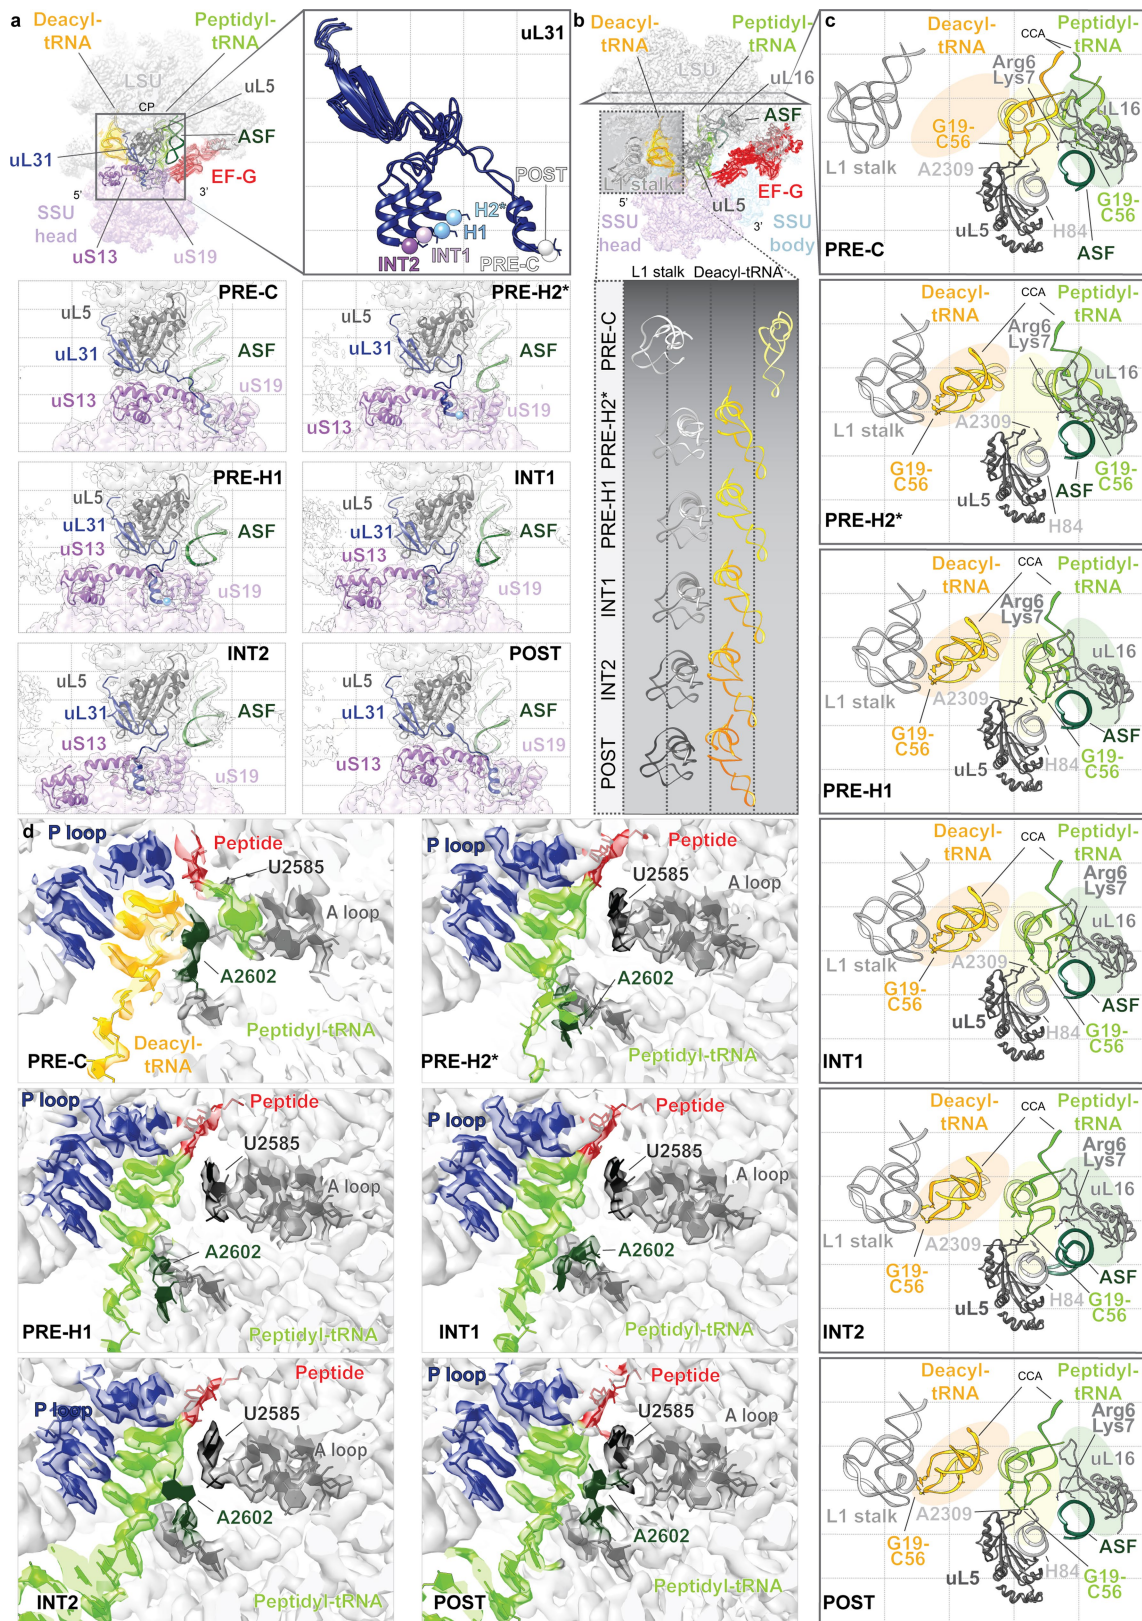 a
Deacyl-
tRNA
Peptidyl-
tRNA
LSU
CP
uL5
ASF
uL31
EF-G
5'
3'
SSU
head
uS13
uS19
uL31
POST
H2*
H1
INT1
INT2
PRE-C
b
Deacyl-
tRNA
Peptidyl-
tRNA
LSU
uL16
ASF
L1 stalk
EF-G
5'
uL5
3'
SSU
head
SSU
body
L1 stalk
Deacyl-tRNA
PRE-C
PRE-H2*
PRE-H1
INT1
INT2
POST
PRE-C
uL5
uL31
ASF
uS13
uS19
PRE-H2*
uL5
uL31
ASF
uS13
uS19
PRE-H1
uL5
uL31
ASF
uS13
uS19
INT1
uL5
uL31
ASF
uS13
uS19
INT2
uL5
uL31
ASF
uS13
uS19
POST
uL5
uL31
ASF
uS13
uS19
c
Deacyl-
tRNA
CCA
Peptidyl-
tRNA
Arg6
Lys7
uL16
G19-
C56
A2309
G19-
C56
uL5
H84
ASF
PRE-C
Deacyl-
tRNA
CCA
Peptidyl-
tRNA
Arg6
Lys7
uL16
L1 stalk
A2309
G19-
C56
G19-
C56
uL5
ASF
H84
PRE-H2*
Deacyl-
tRNA
CCA
Peptidyl-
tRNA
Arg6
Lys7
uL16
L1 stalk
A2309
G19-
C56
ASF
uL5
H84
G19-
C56
PRE-H1
Deacyl-
tRNA
CCA
Peptidyl-
tRNA
Arg6
Lys7
uL16
L1 stalk
A2309
G19-
C56
ASF
uL5
H84
G19-
C56
INT1
Deacyl-
tRNA
CCA
Peptidyl-
tRNA
Arg6
Lys7
uL16
L1 stalk
A2309
G19-
C56
ASF
uL5
H84
G19-
C56
INT2
Deacyl-
tRNA
CCA
Peptidyl-
tRNA
Arg6
Lys7
uL16
L1 stalk
A2309
G19-
C56
ASF
uL5
H84
G19-
C56
POST
d
P loop
Peptide
U2585
A loop
A2602
Deacyl-
tRNA
Peptidyl-tRNA
PRE-C
P loop
Peptide
U2585
A loop
A2602
Peptidyl-tRNA
PRE-H2*
P loop
Peptide
U2585
A loop
A2602
Peptidyl-tRNA
PRE-H1
P loop
Peptide
U2585
A loop
A2602
Peptidyl-tRNA
INT1
P loop
Peptide
U2585
A loop
A2602
Peptidyl-tRNA
INT2
P loop
Peptide
U2585
A loop
A2602
Peptidyl-tRNA
POST